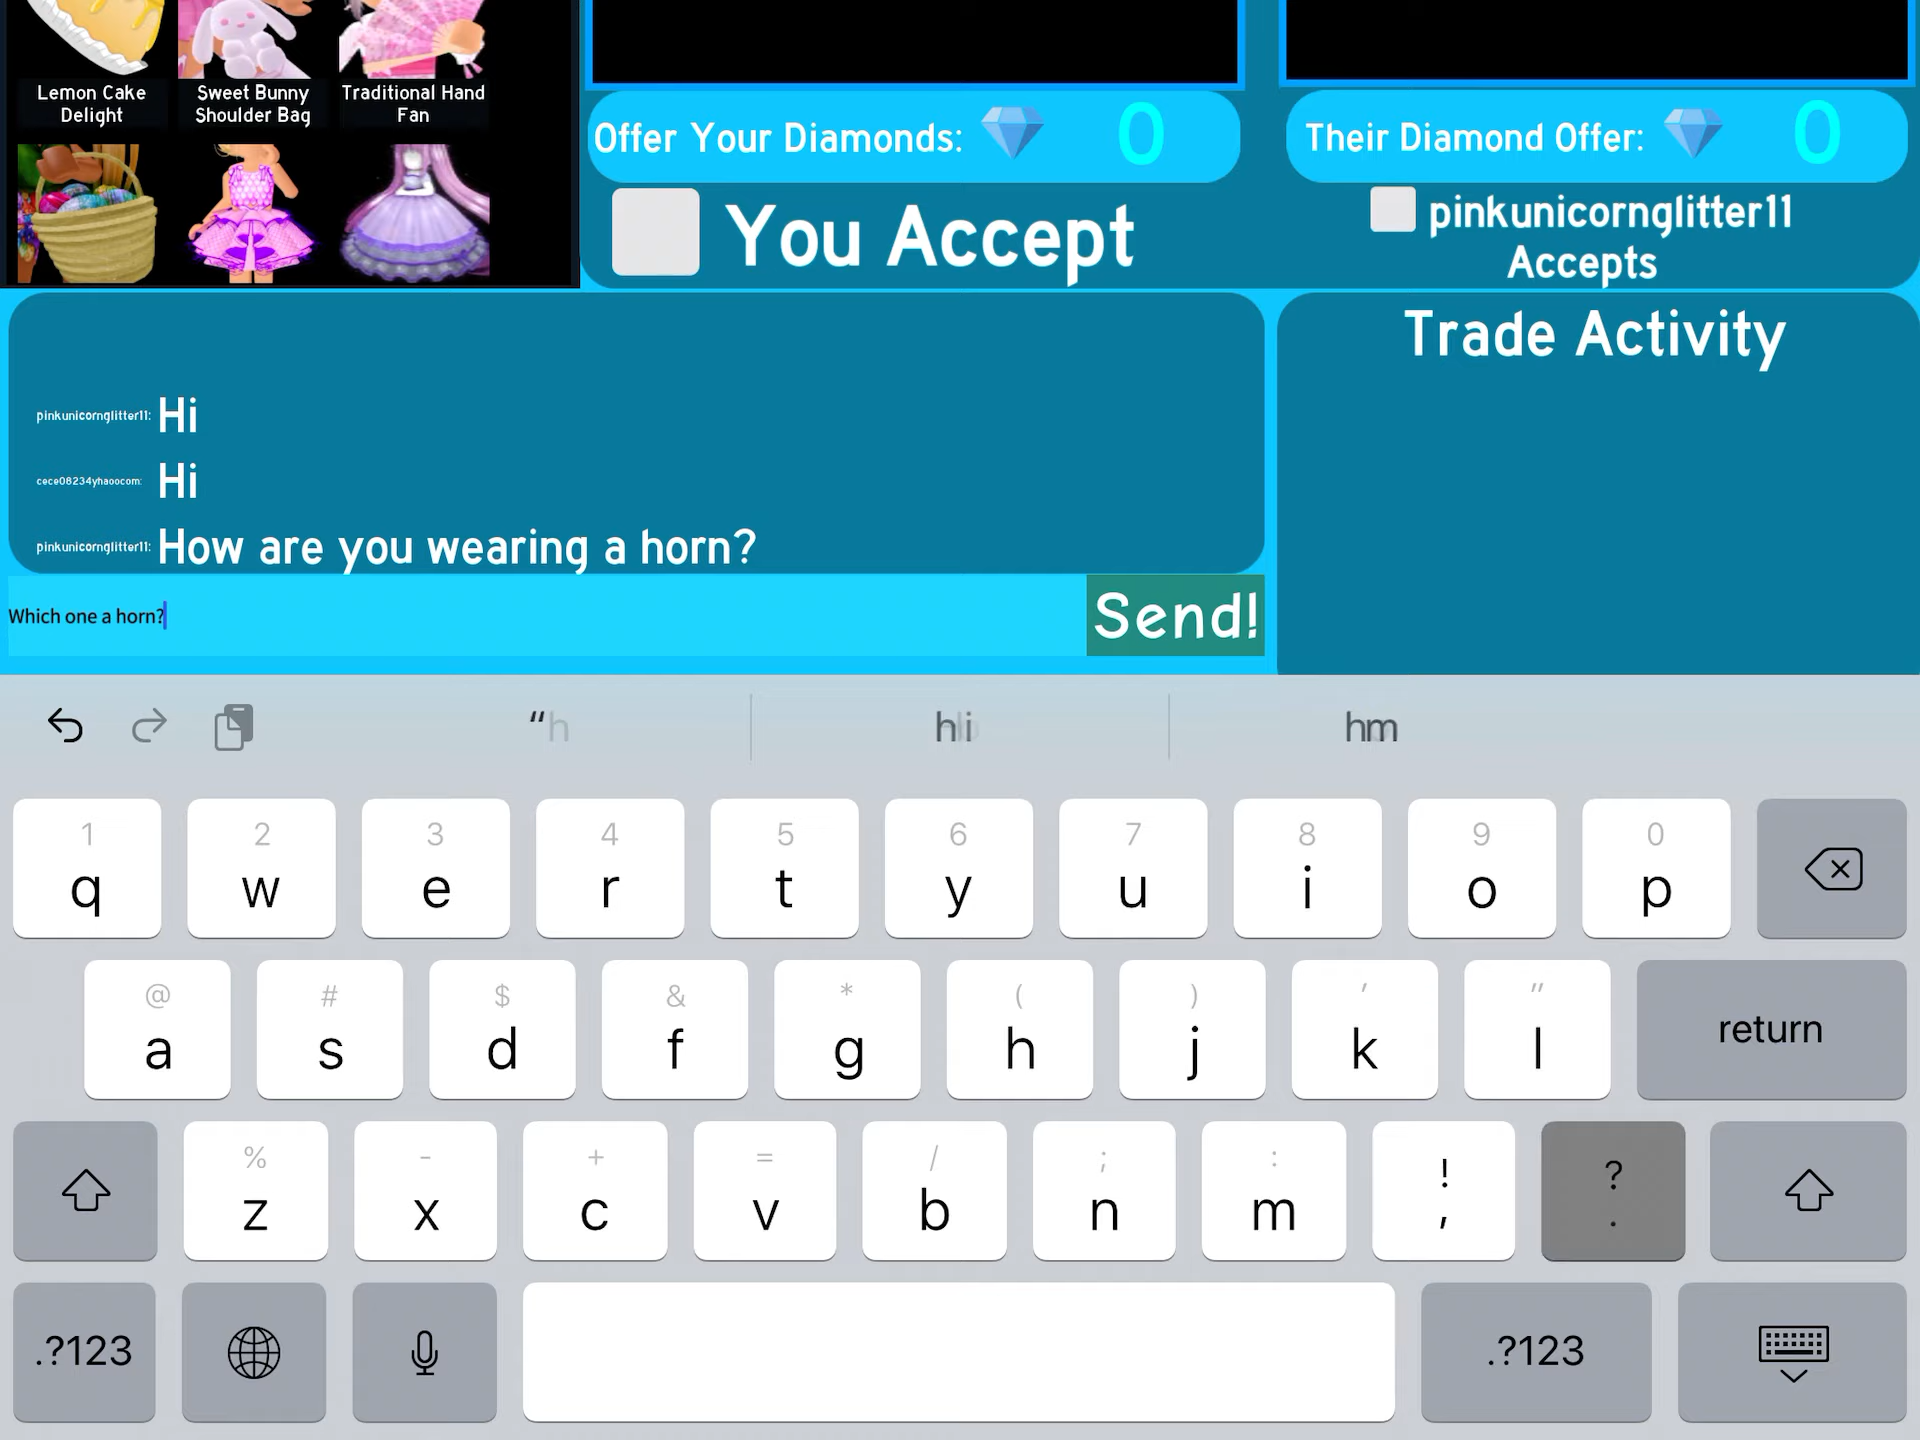 Lemon Cake
Delight
Sweet Bunny
Shoulder Bag
Traditional Hand
Fan
Offer Your Diamonds: 0
Their Diamond Offer: 0
You Accept
pinkunicornglitter11
Accepts
Trade Activity
pinkunicornglitter11: Hi
cece08234yhaoocom: Hi
pinkunicornglitter11: How are you wearing a horn?
Which one a horn?
Send!
“h hi hm
1 2 3 4 5 6 7 8 9 0
q w e r t y u i o p
@ # $ & * ( ) ' "
a s d f g h j k l return
% - + = / ; : ! ?
z x c v b n m , .
.?123 .?123